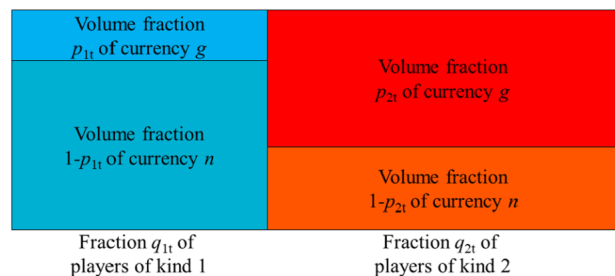 Volume fraction
p1t of currency g
Volume fraction
1-p1t of currency n
Volume fraction
p2t of currency g
Volume fraction
1-p2t of currency n
Fraction q1t of
players of kind 1
Fraction q2t of
players of kind 2